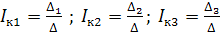 Iк1 = Δ1/Δ ; Iк2 = Δ2/Δ; Iк3 = Δ3/Δ